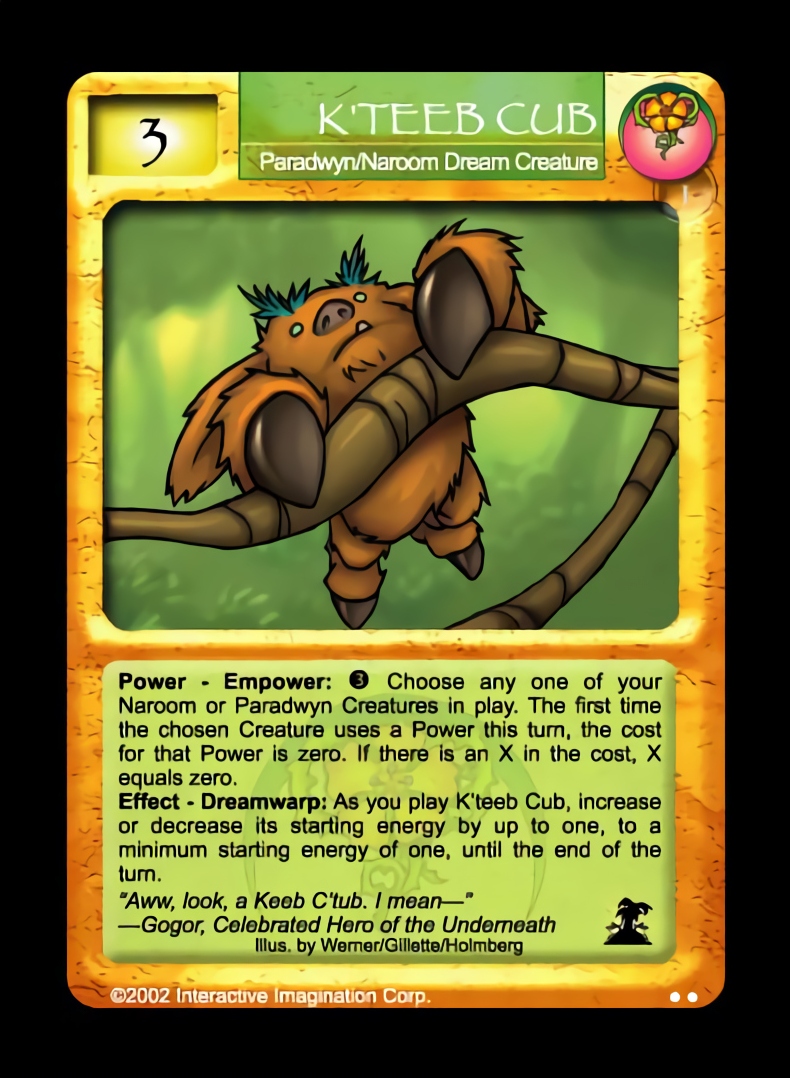 3
K'TEEB CUB
Paradwyn/Naroom Dream Creature
1
Power - Empower: ❸ Choose any one of your
Naroom or Paradwyn Creatures in play. The first time
the chosen Creature uses a Power this turn, the cost
for that Power is zero. If there is an X in the cost, X
equals zero.
Effect - Dreamwarp: As you play K'teeb Cub, increase
or decrease its starting energy by up to one, to a
minimum starting energy of one, until the end of the
turn.
"Aww, look, a Keeb C'tub. I mean—"
—Gogor, Celebrated Hero of the Underneath
Illus. by Werner/Gillette/Holmberg
©2002 Interactive Imagination Corp.